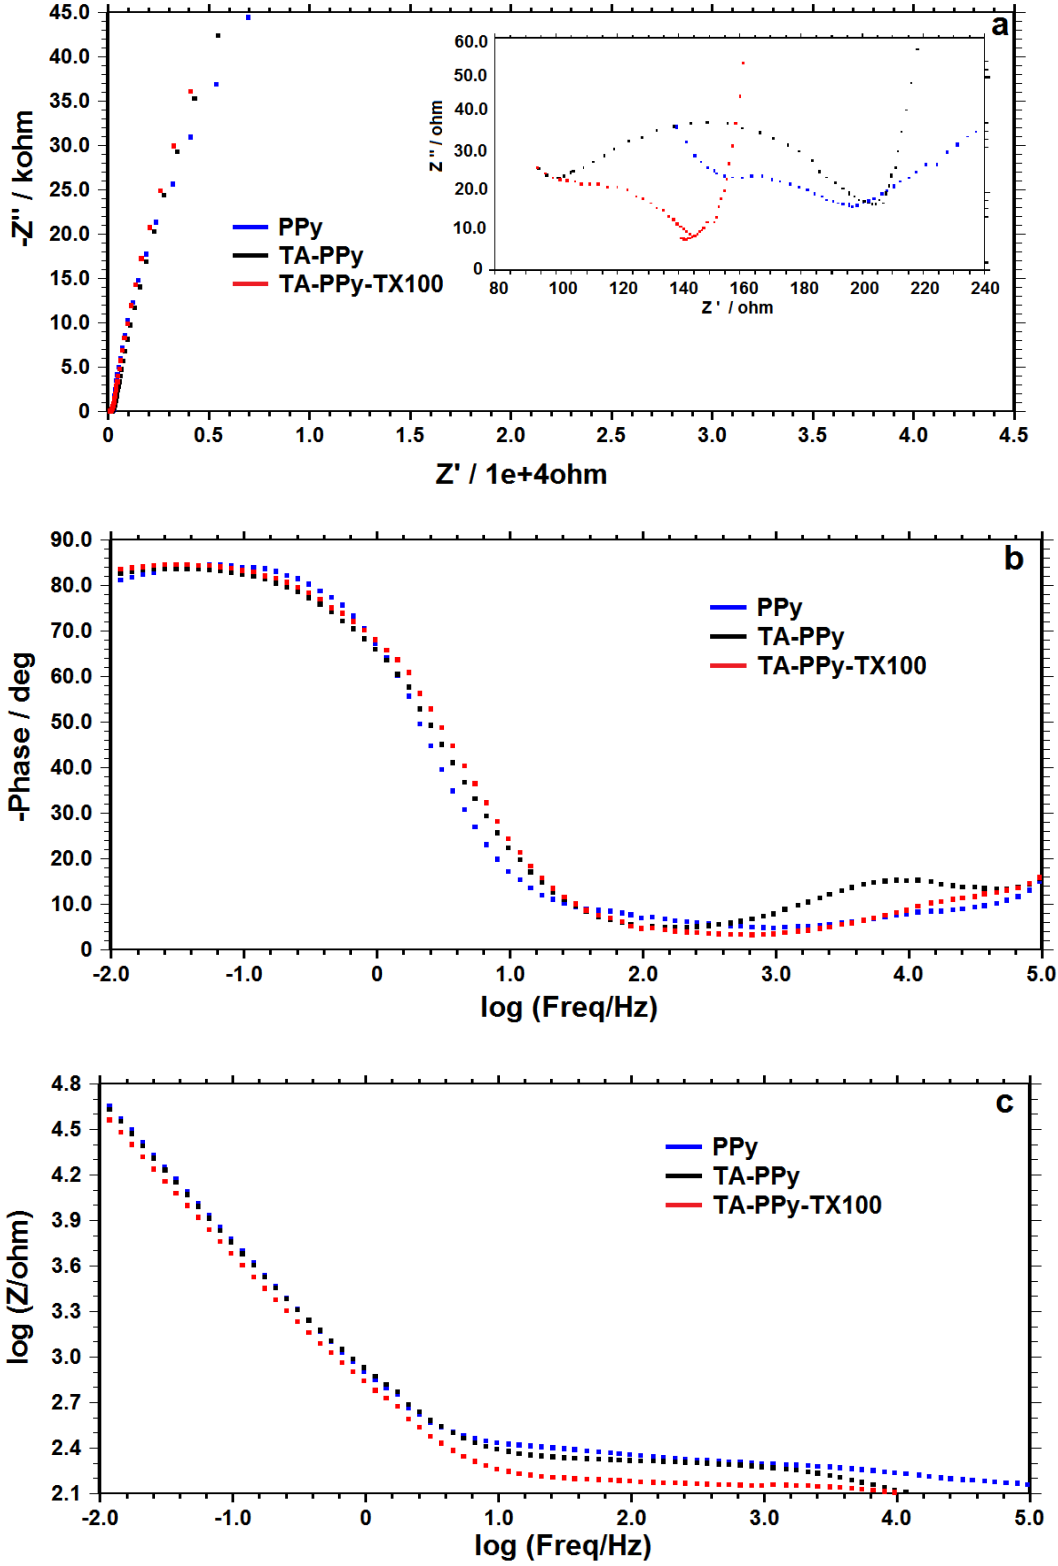 a
45.0
40.0
35.0
30.0
25.0
20.0
15.0
10.0
5.0
0
-Z'' / kohm
0 0.5 1.0 1.5 2.0 2.5 3.0 3.5 4.0 4.5
Z' / 1e+4ohm
PPy
TA-PPy
TA-PPy-TX100
60.0
50.0
40.0
30.0
20.0
10.0
0
Z'' / ohm
80 100 120 140 160 180 200 220 240
Z' / ohm
b
90.0
80.0
70.0
60.0
50.0
40.0
30.0
20.0
10.0
0
-Phase / deg
PPy
TA-PPy
TA-PPy-TX100
-2.0 -1.0 0 1.0 2.0 3.0 4.0 5.0
log (Freq/Hz)
c
4.8
4.5
4.2
3.9
3.6
3.3
3.0
2.7
2.4
2.1
log (Z/ohm)
PPy
TA-PPy
TA-PPy-TX100
-2.0 -1.0 0 1.0 2.0 3.0 4.0 5.0
log (Freq/Hz)